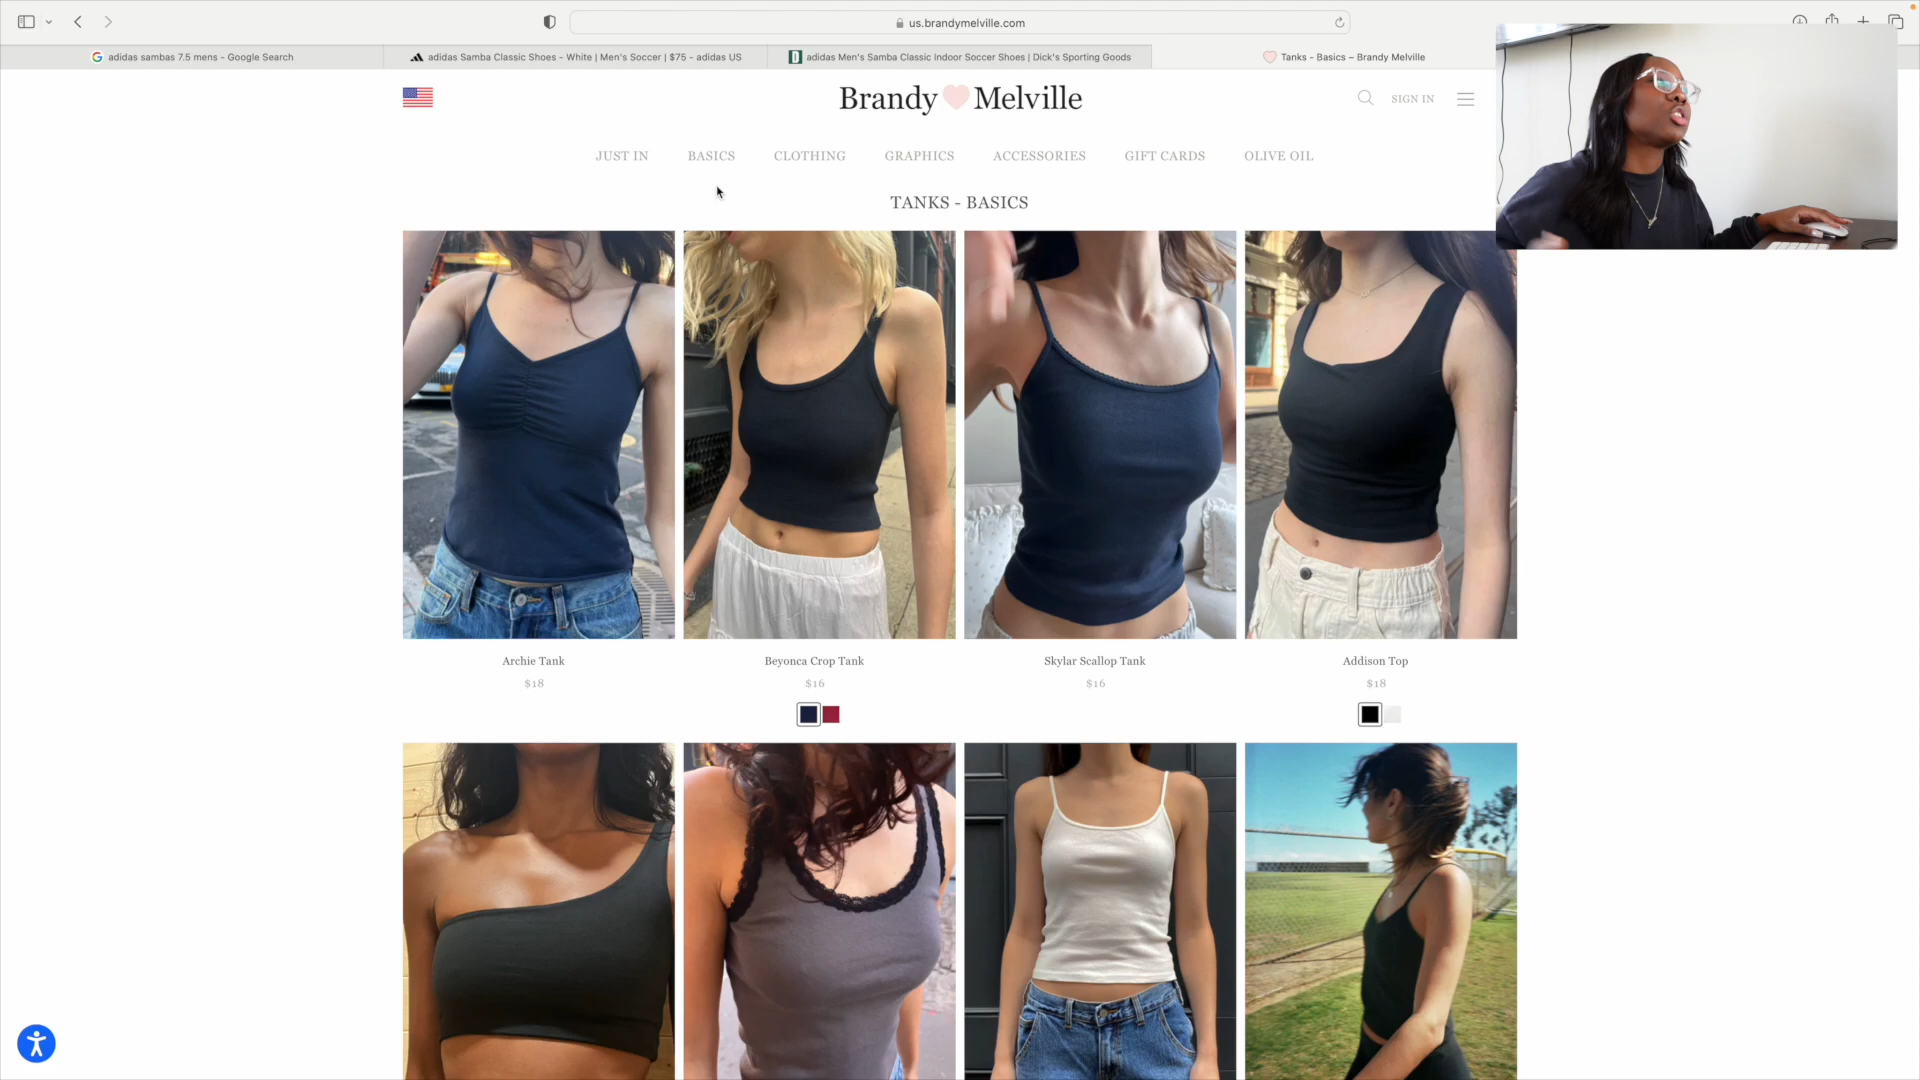 us.brandymelville.com
adidas sambas 7.5 mens - Google Search
adidas Samba Classic Shoes - White | Men's Soccer | $75 - adidas US
adidas Men's Samba Classic Indoor Soccer Shoes | Dick's Sporting Goods
Tanks - Basics – Brandy Melville
Brandy Melville
SIGN IN
JUST IN BASICS CLOTHING GRAPHICS ACCESSORIES GIFT CARDS OLIVE OIL
TANKS - BASICS
Archie Tank
$18
Beyonca Crop Tank
$16
Skylar Scallop Tank
$16
Addison Top
$18